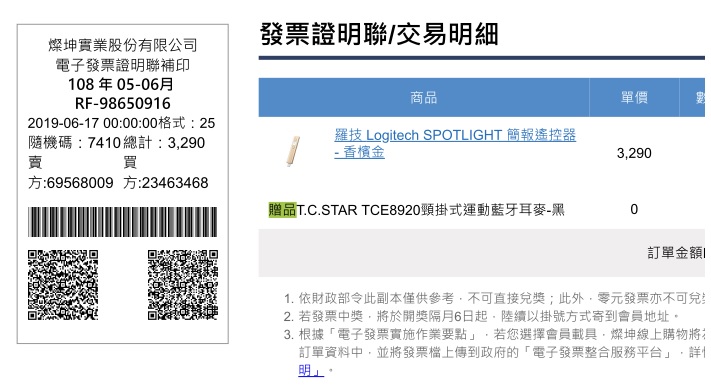 燦坤實業股份有限公司
電子發票證明聯補印
108 年 05-06月
RF-98650916
2019-06-17 00:00:00格式：25
隨機碼：7410 總計：3,290
賣 買
方:69568009 方:23463468
發票證明聯/交易明細
商品 單價
羅技 Logitech SPOTLIGHT 簡報遙控器
- 香檳金
3,290
贈品T.C.STAR TCE8920頸掛式運動藍牙耳麥-黑 0
訂單金額
1. 依財政部令此副本僅供參考，不可直接兌獎；此外，零元發票亦不可兌
2. 若發票中獎，將於開獎隔月6日起，陸續以掛號方式寄到會員地址。
3. 根據「電子發票實施作業要點」，若您選擇會員載具，燦坤線上購物將
訂單資料中，並將發票檔上傳到政府的「電子發票整合服務平台」，詳
明」。